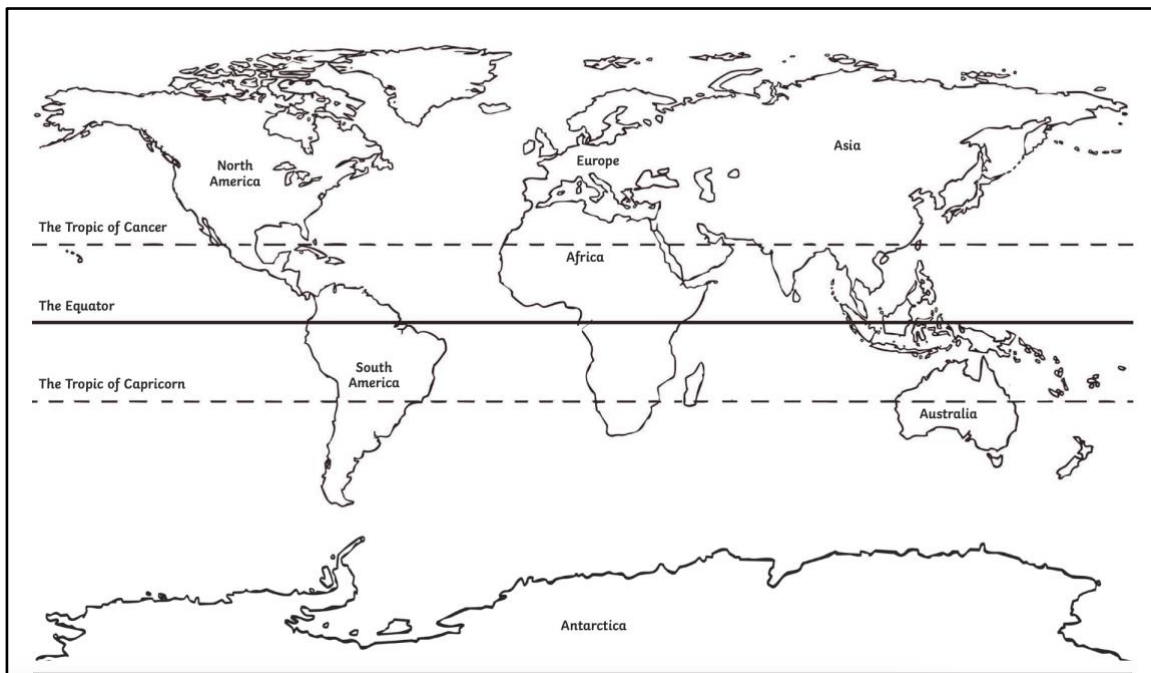 Asia
Europe
North
America
The Tropic of Cancer
Africa
The Equator
South
America
The Tropic of Capricorn
Australia
Antarctica